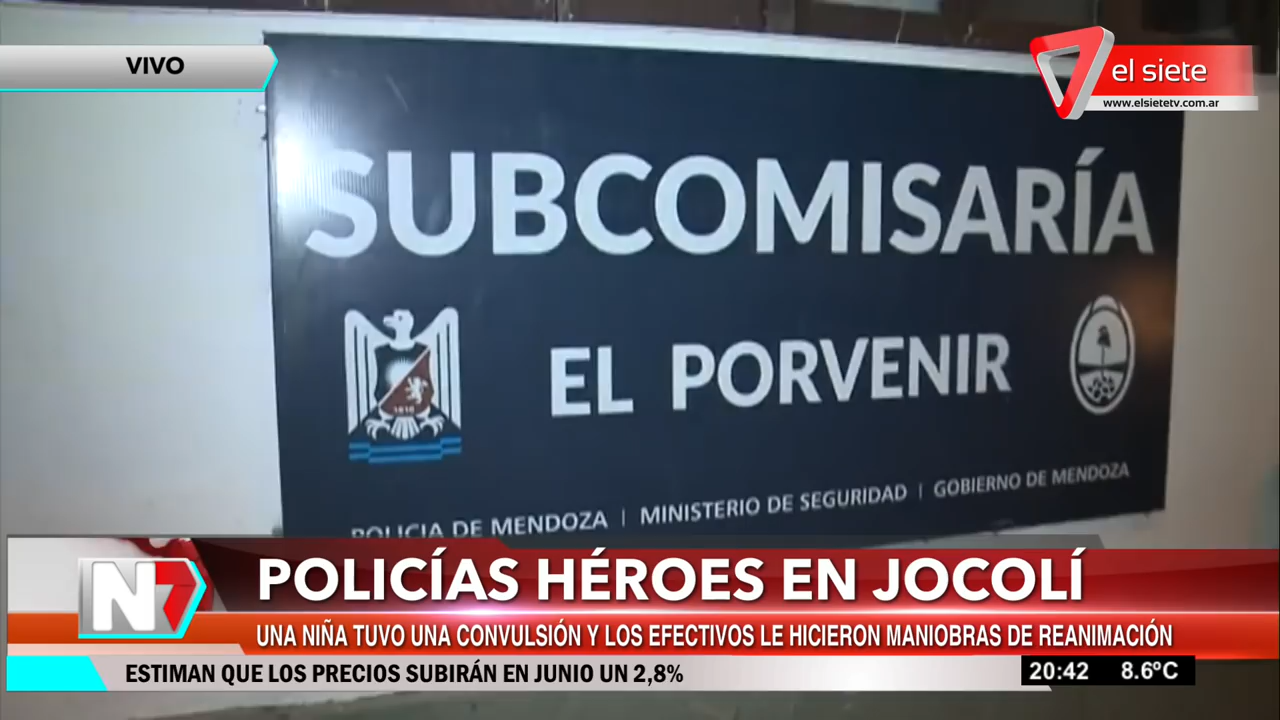 VIVO
el siete
www.elsietetv.com.ar
SUBCOMISARÍA
EL PORVENIR
POLICIA DE MENDOZA | MINISTERIO DE SEGURIDAD | GOBIERNO DE MENDOZA
N7
POLICÍAS HÉROES EN JOCOLÍ
UNA NIÑA TUVO UNA CONVULSIÓN Y LOS EFECTIVOS LE HICIERON MANIOBRAS DE REANIMACIÓN
ESTIMAN QUE LOS PRECIOS SUBIRÁN EN JUNIO UN 2,8%
20:42 8.6ºC